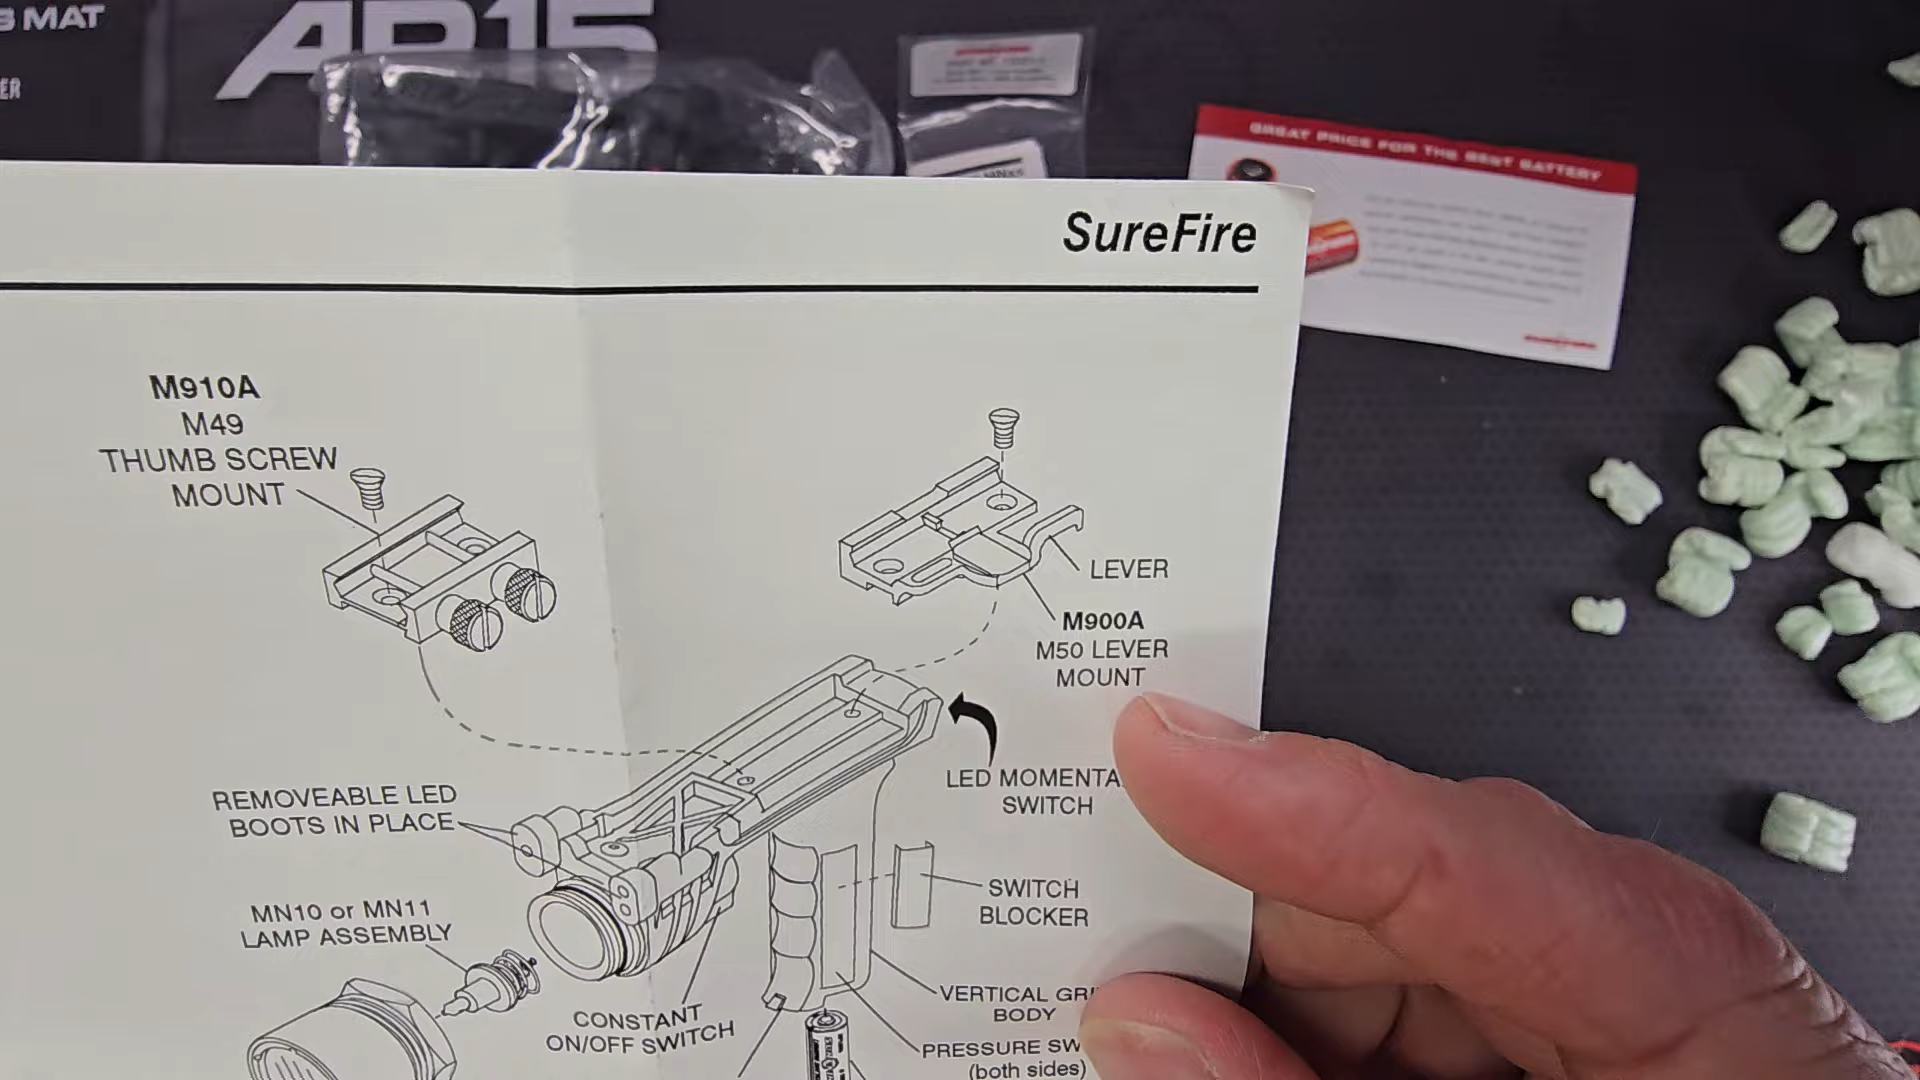 S MAT
AR15
ER
GREAT PRICE FOR THE BEST BATTERY
SureFire
M910A
M49
THUMB SCREW
MOUNT
LEVER
M900A
M50 LEVER
MOUNT
REMOVEABLE LED
BOOTS IN PLACE
LED MOMENTA
SWITCH
MN10 or MN11
LAMP ASSEMBLY
SWITCH
BLOCKER
CONSTANT
ON/OFF SWITCH
VERTICAL GRI
BODY
PRESSURE SW
(both sides)